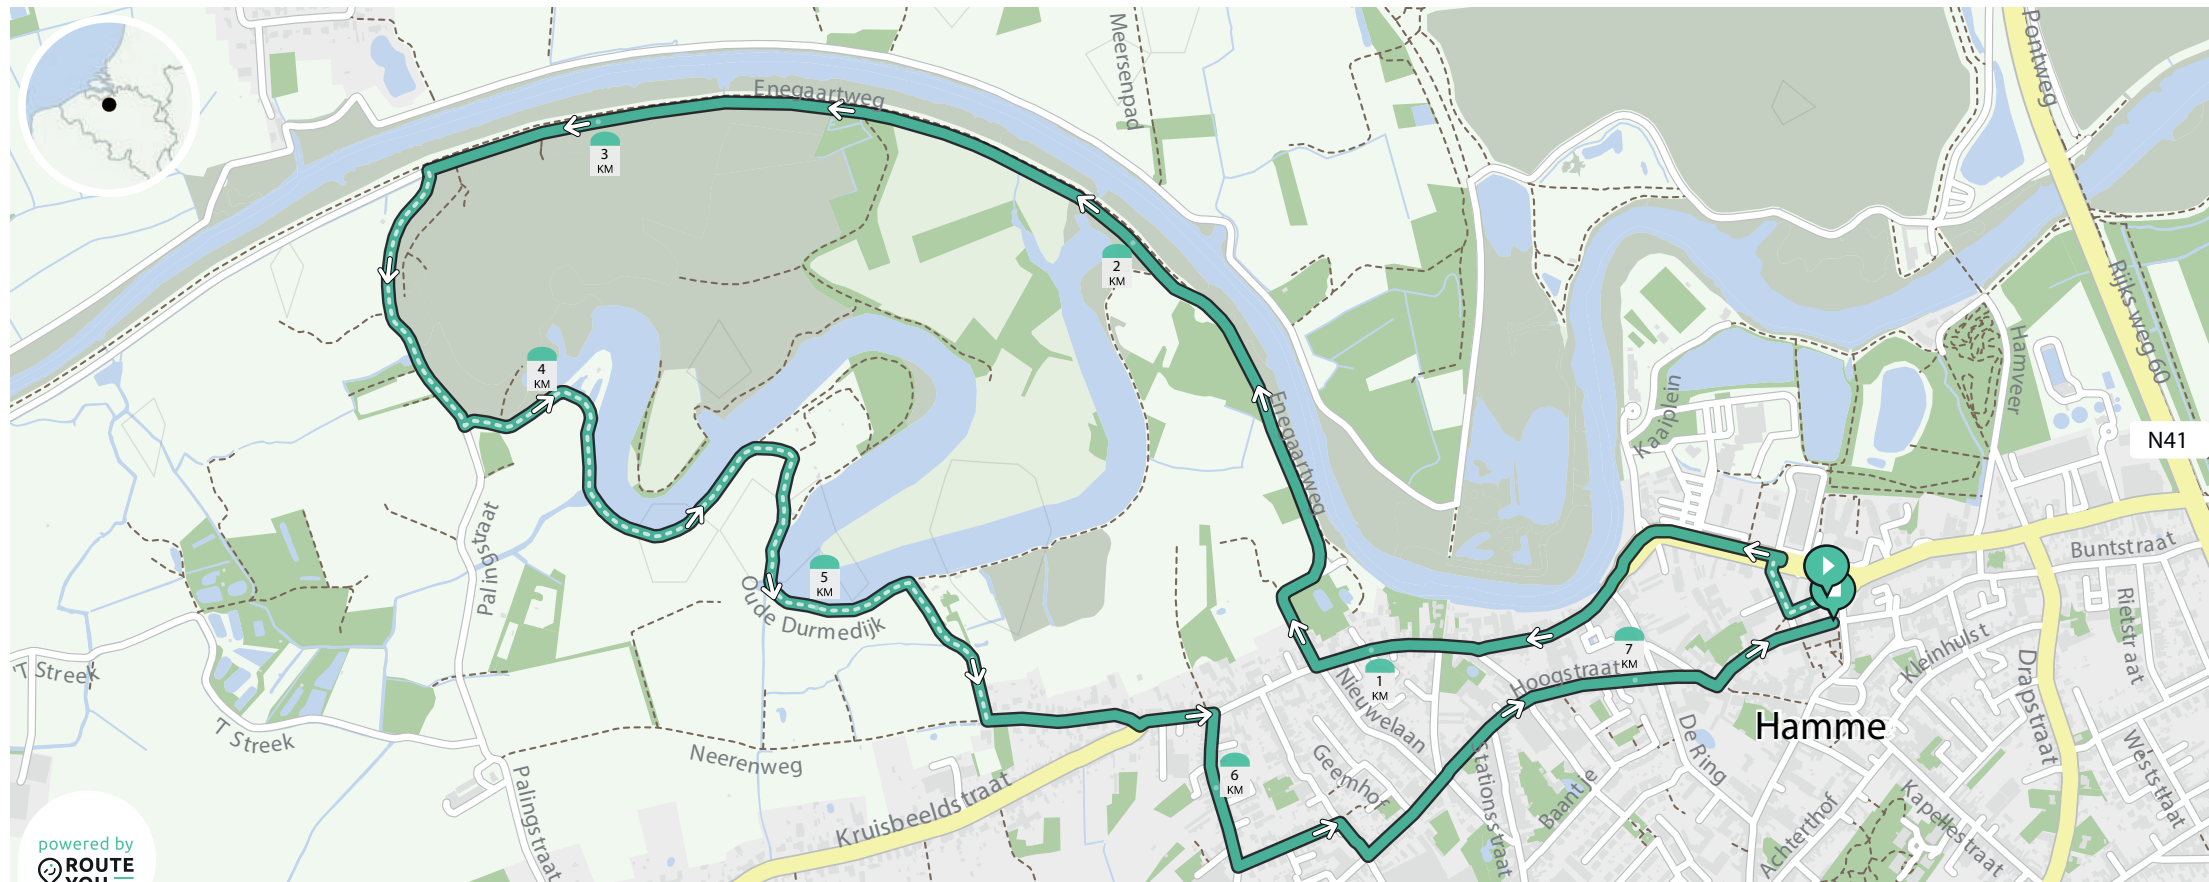 Enegaartweg
Meersenpad
Pontweg
3
KM
2
KM
Rijksweg 60
Hamveer
4
KM
Kaaiplein
Enegaartweg
N41
Palingstraat
Buntstraat
5
KM
Oude Durmedijk
Rietstraat
7
KM
Kleinhulst
'T Streek
Hoogstraat
1
KM
Nieuwelaan
Drapstraat
T Streek
De Ring
Hamme
Neerenweg
Geemhof
6
KM
Stationsstraat
Baantje
Weststraat
Palingstraat
Kruisbeeldstraat
Achterthof
Kapellestraat
powered by
ROUTE
YOU